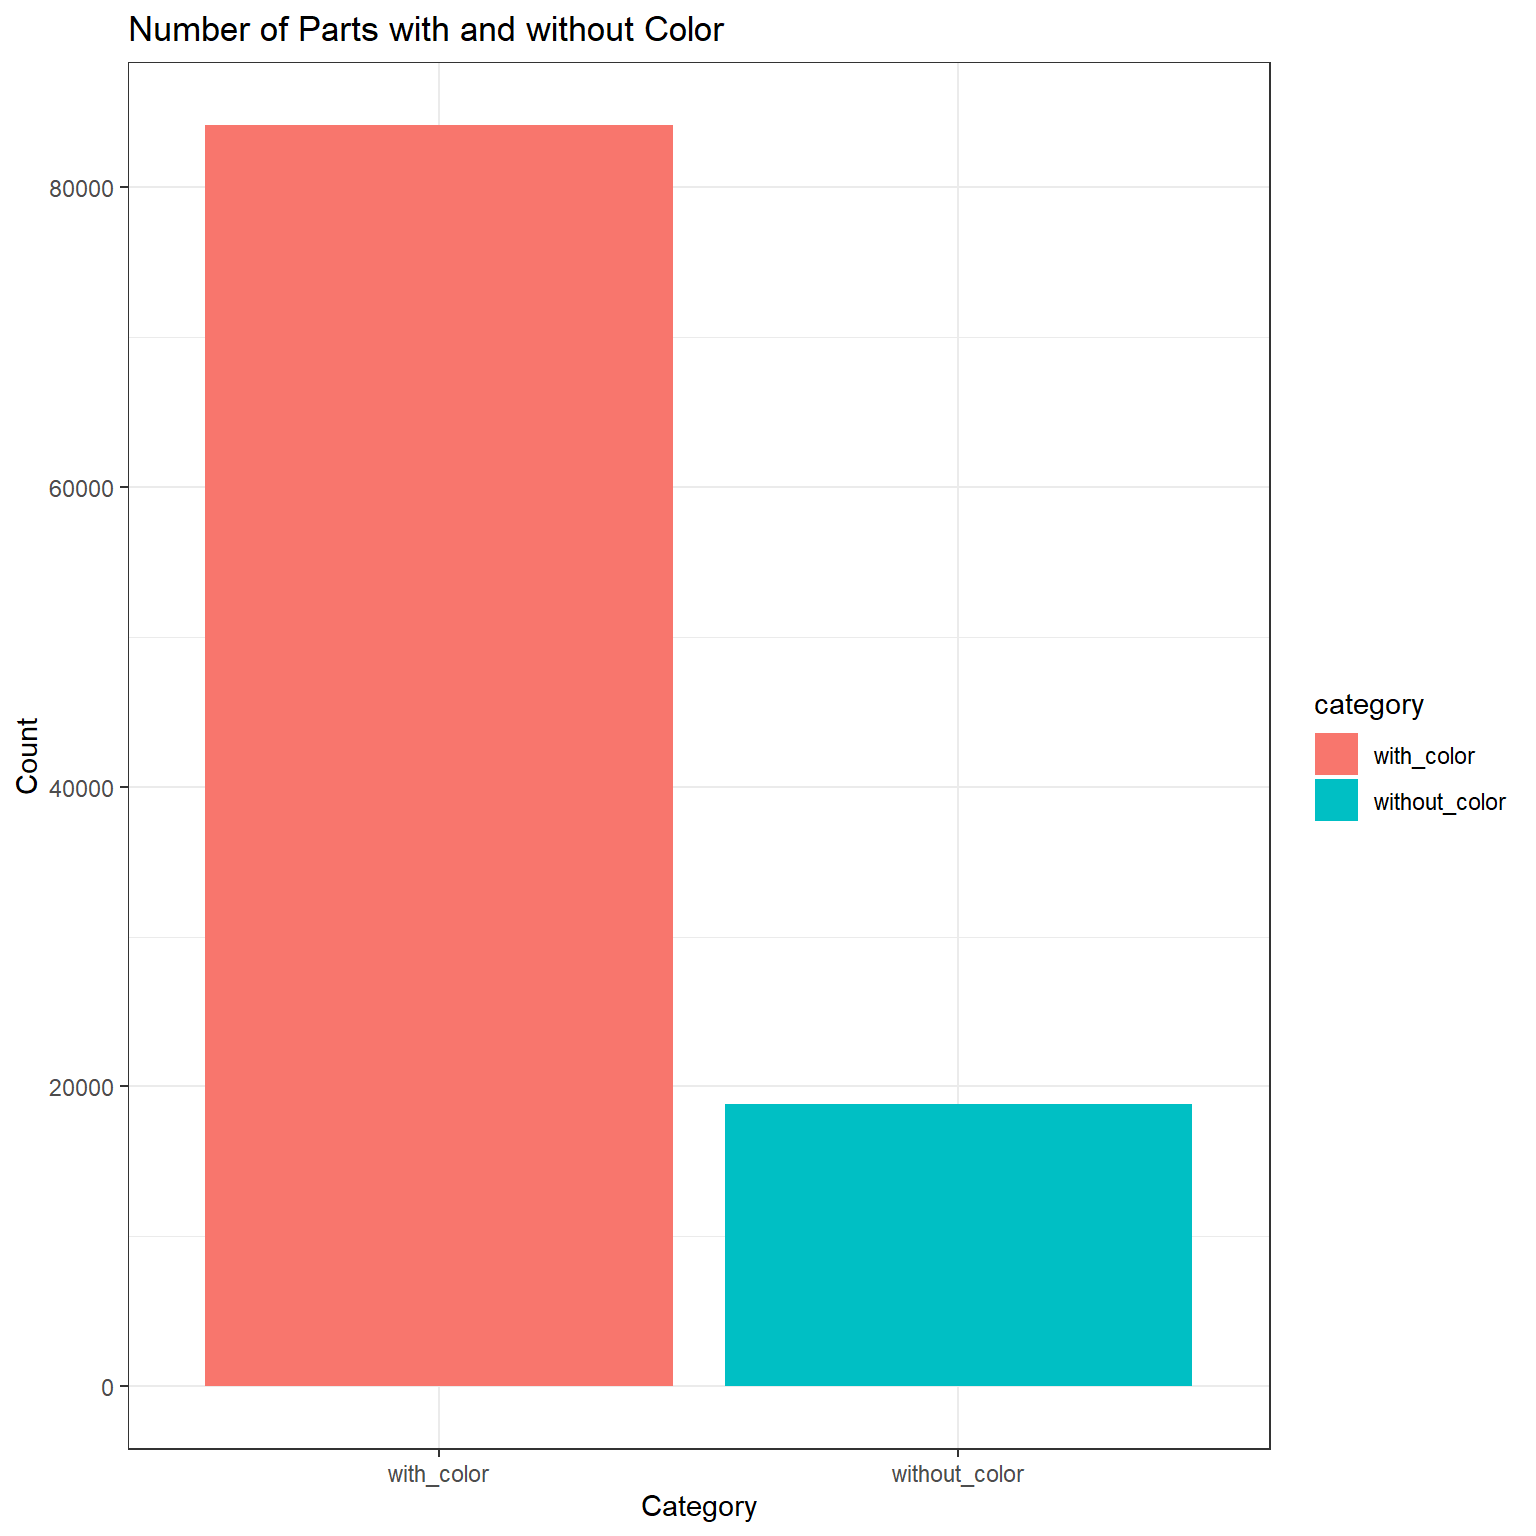 Number of Parts with and without Color
80000
60000
40000
20000
0
Count
with_color
without_color
Category
category
with_color
without_color